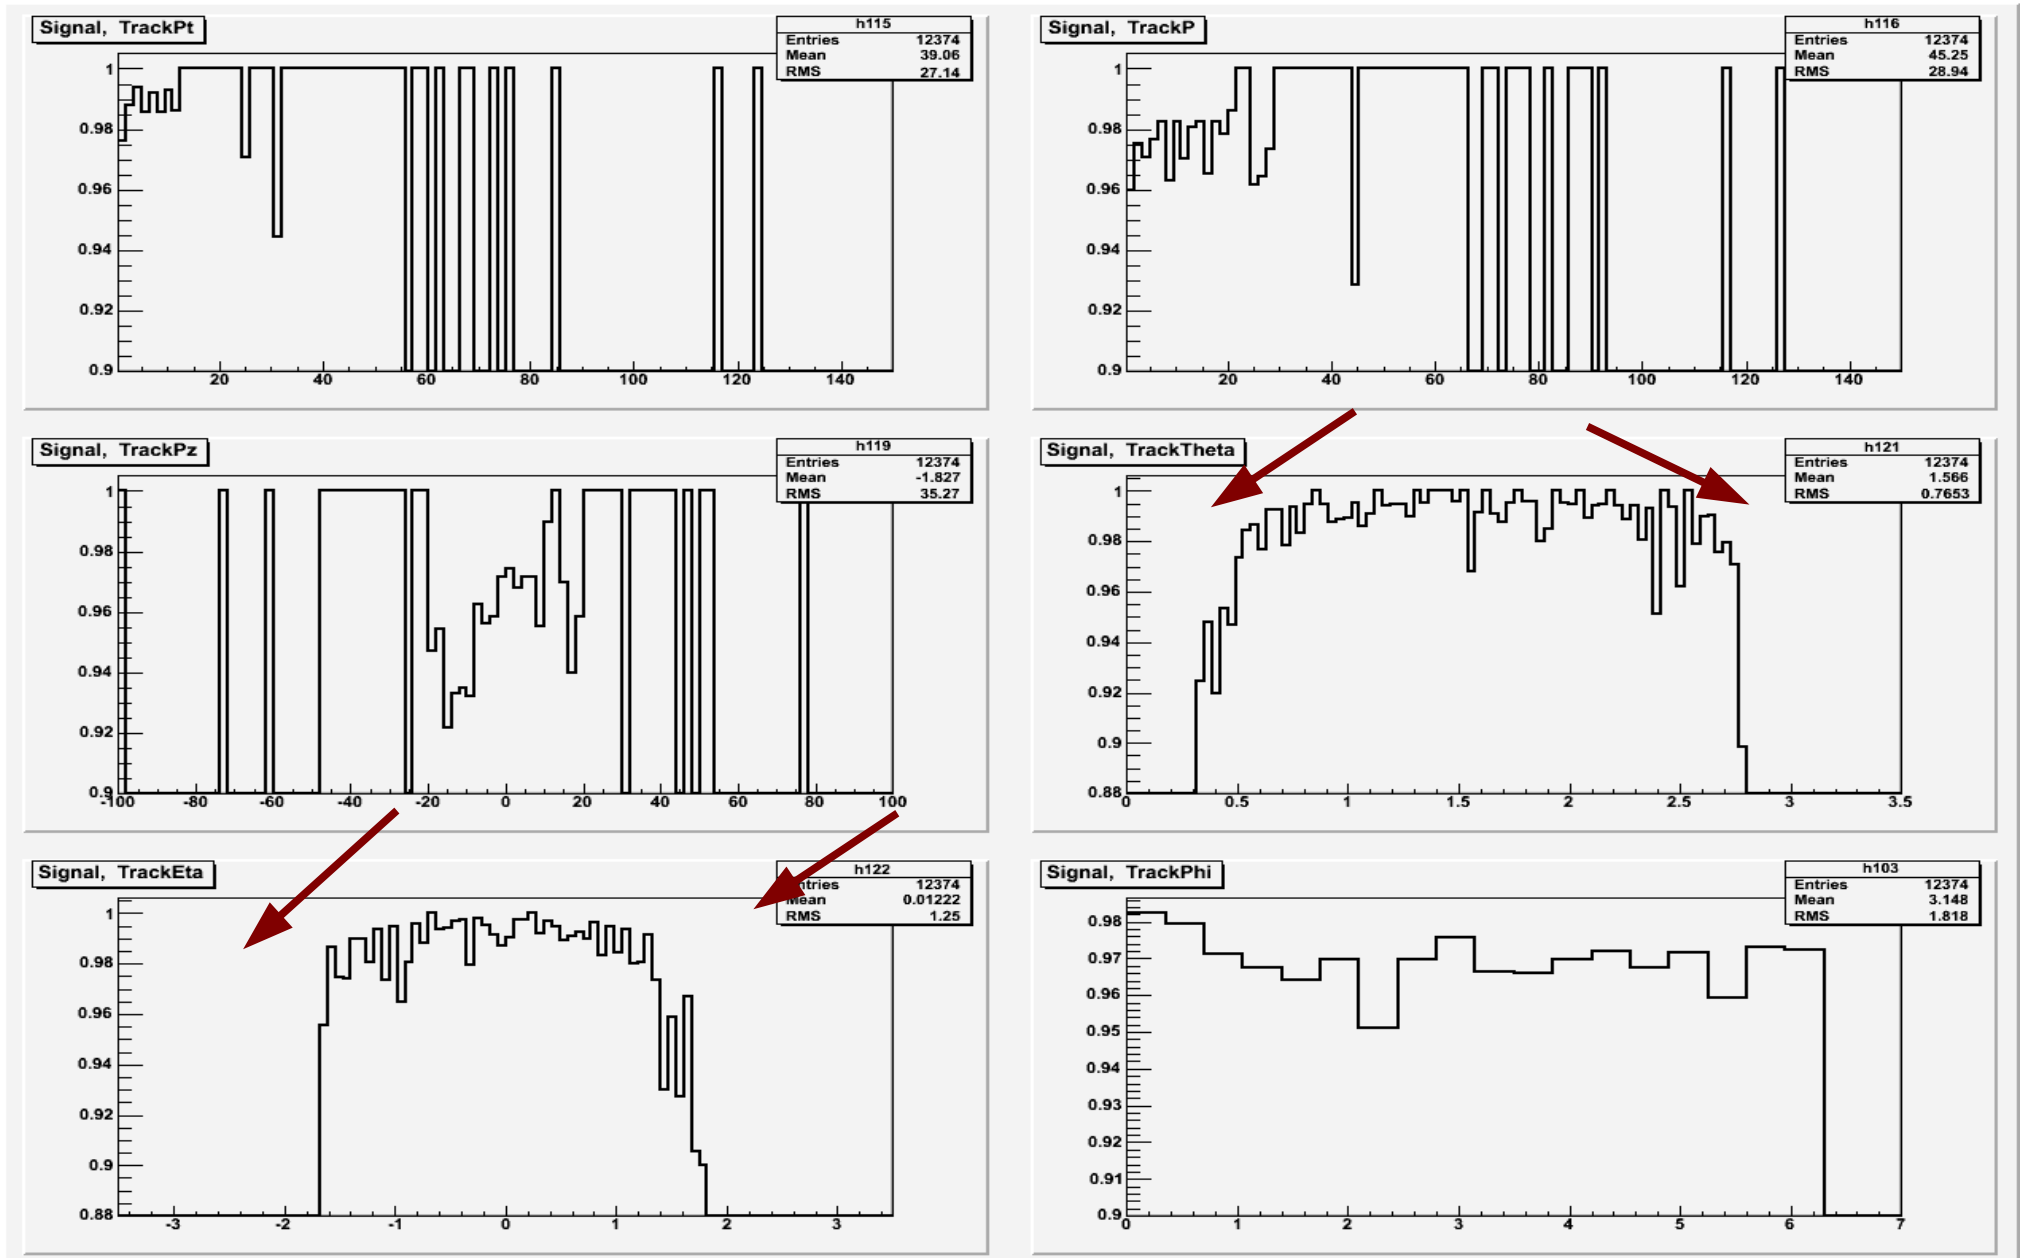 Signal, TrackPt
h115
Entries 12374
Mean 39.06
RMS 27.14
1
0.98
0.96
0.94
0.92
0.9
20 40 60 80 100 120 140
Signal, TrackP
h116
Entries 12374
Mean 45.25
RMS 28.94
1
0.98
0.96
0.94
0.92
0.9
20 40 60 80 100 120 140
Signal, TrackPz
h119
Entries 12374
Mean -1.827
RMS 35.27
1
0.98
0.96
0.94
0.92
0.9
-100 -80 -60 -40 -20 0 20 40 60 80 100
Signal, TrackTheta
h121
Entries 12374
Mean 1.566
RMS 0.7653
1
0.98
0.96
0.94
0.92
0.9
0.88
0 0.5 1 1.5 2 2.5 3 3.5
Signal, TrackEta
h122
Entries 12374
Mean 0.01222
RMS 1.25
1
0.98
0.96
0.94
0.92
0.9
0.88
-3 -2 -1 0 1 2 3
Signal, TrackPhi
h103
Entries 12374
Mean 3.148
RMS 1.818
0.98
0.97
0.96
0.95
0.94
0.93
0.92
0.91
0.9
0 1 2 3 4 5 6 7